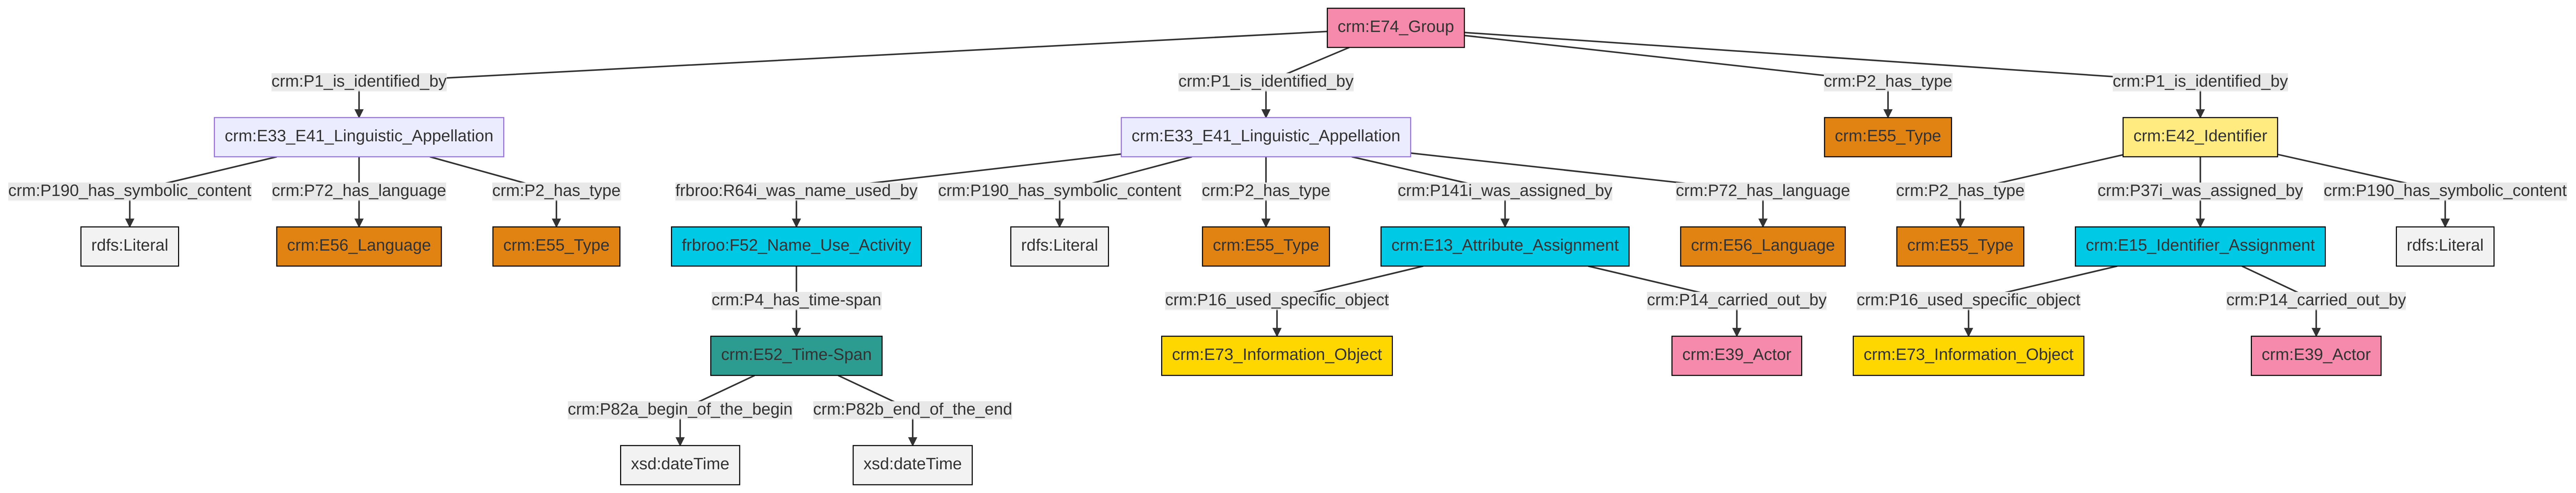 crm:E74_Group
crm:P1_is_identified_by crm:P1_is_identified_by crm:P2_has_type crm:P1_is_identified_by
crm:E33_E41_Linguistic_Appellation crm:E33_E41_Linguistic_Appellation crm:E55_Type crm:E42_Identifier
crm:P190_has_symbolic_content crm:P72_has_language crm:P2_has_type frbroo:R64i_was_name_used_by crm:P190_has_symbolic_content crm:P2_has_type crm:P141i_was_assigned_by crm:P72_has_language crm:P2_has_type crm:P37i_was_assigned_by crm:P190_has_symbolic_content
rdfs:Literal crm:E56_Language crm:E55_Type frbroo:F52_Name_Use_Activity rdfs:Literal crm:E55_Type crm:E13_Attribute_Assignment crm:E56_Language crm:E55_Type crm:E15_Identifier_Assignment rdfs:Literal
crm:P4_has_time-span crm:P16_used_specific_object crm:P14_carried_out_by crm:P16_used_specific_object crm:P14_carried_out_by
crm:E52_Time-Span crm:E73_Information_Object crm:E39_Actor crm:E73_Information_Object crm:E39_Actor
crm:P82a_begin_of_the_begin crm:P82b_end_of_the_end
xsd:dateTime xsd:dateTime